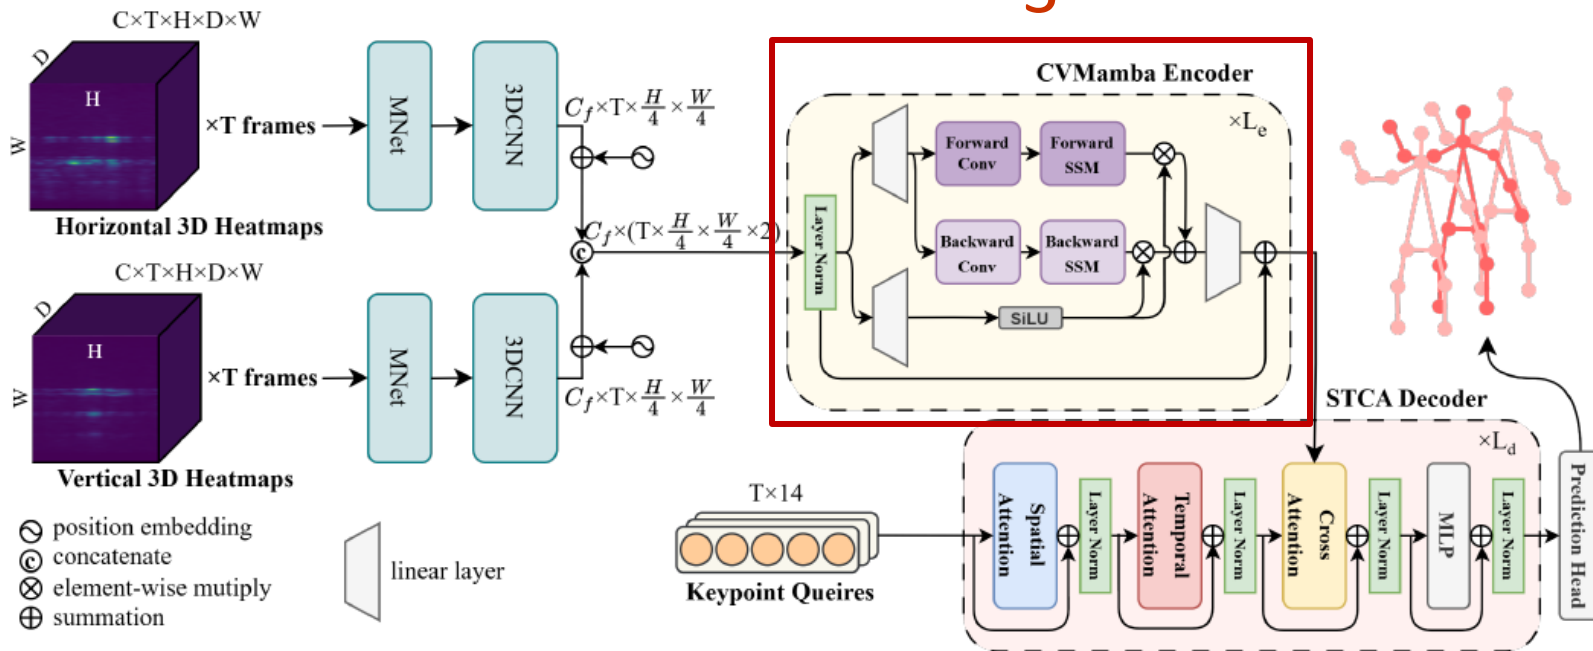 C×T×H×D×W
D
H
W
×T frames
Horizontal 3D Heatmaps
MNet
3DCNN
C_f×T×H/4×W/4
C_f×(T×H/4×W/4×2)
C×T×H×D×W
D
H
W
×T frames
Vertical 3D Heatmaps
MNet
3DCNN
C_f×T×H/4×W/4
c
CVMamba Encoder
×L_e
Layer Norm
Forward
Conv
Forward
SSM
Backward
Conv
Backward
SSM
SiLU
STCA Decoder
×L_d
T×14
Keypoint Queires
Spatial
Attention
Layer Norm
Temporal
Attention
Layer Norm
Cross
Attention
Layer Norm
MLP
Layer Norm
Prediction Head
position embedding
c
concatenate
element-wise mutiply
summation
linear layer